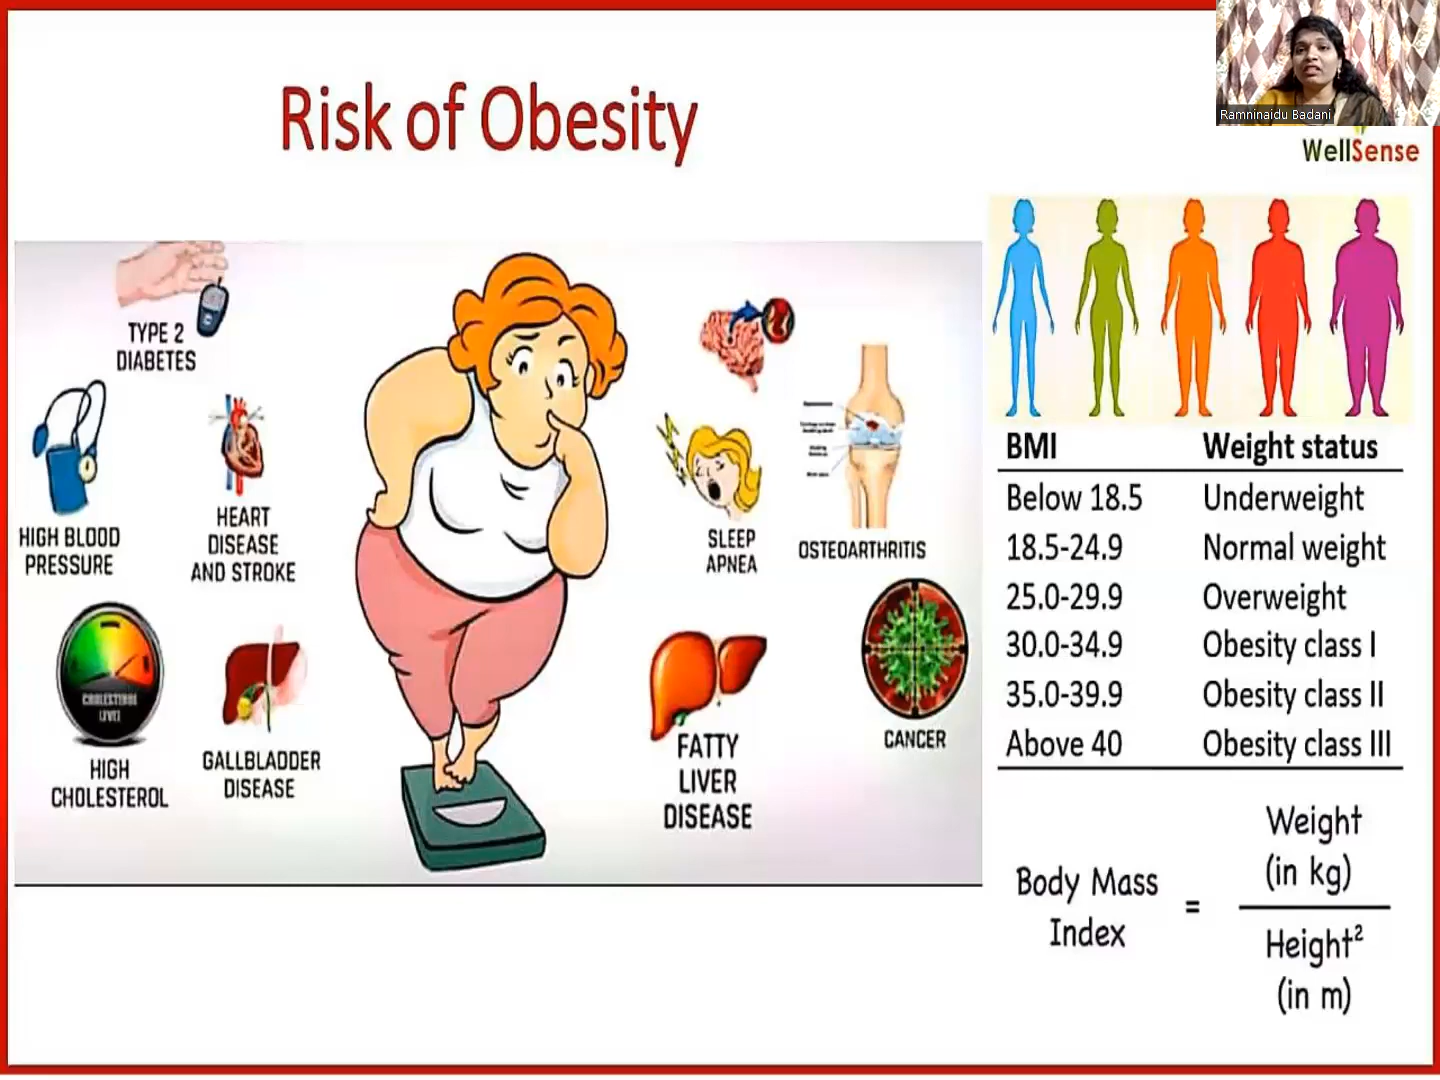 Risk of Obesity
Ramninaidu Badani
WellSense
TYPE 2
DIABETES
HIGH BLOOD
PRESSURE
HEART
DISEASE
AND STROKE
SLEEP
APNEA
OSTEOARTHRITIS
CHOLESTEROL
LEVEL
HIGH
CHOLESTEROL
GALLBLADDER
DISEASE
FATTY
LIVER
DISEASE
CANCER
BMI Weight status
Below 18.5 Underweight
18.5-24.9 Normal weight
25.0-29.9 Overweight
30.0-34.9 Obesity class I
35.0-39.9 Obesity class II
Above 40 Obesity class III
Body Mass
Index
=
Weight
(in kg)
Height²
(in m)